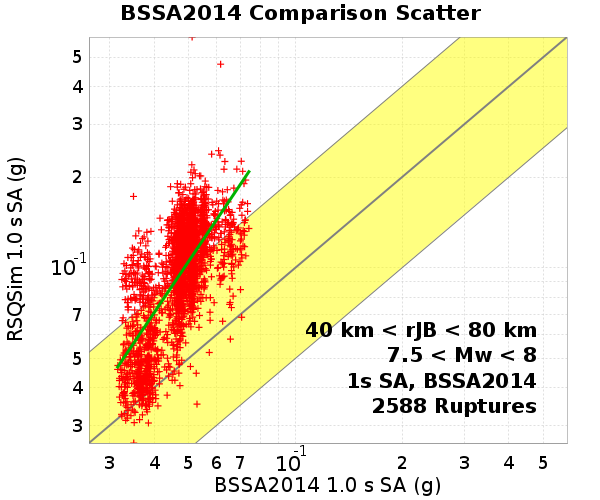 BSSA2014 Comparison Scatter
RSQSim 1.0 s SA (g)
5
4
3
2
10⁻¹
7
5
4
3
40 km < rJB < 80 km
7.5 < Mw < 8
1s SA, BSSA2014
2588 Ruptures
3 4 5 6 7 10⁻¹ 2 3 4 5
BSSA2014 1.0 s SA (g)